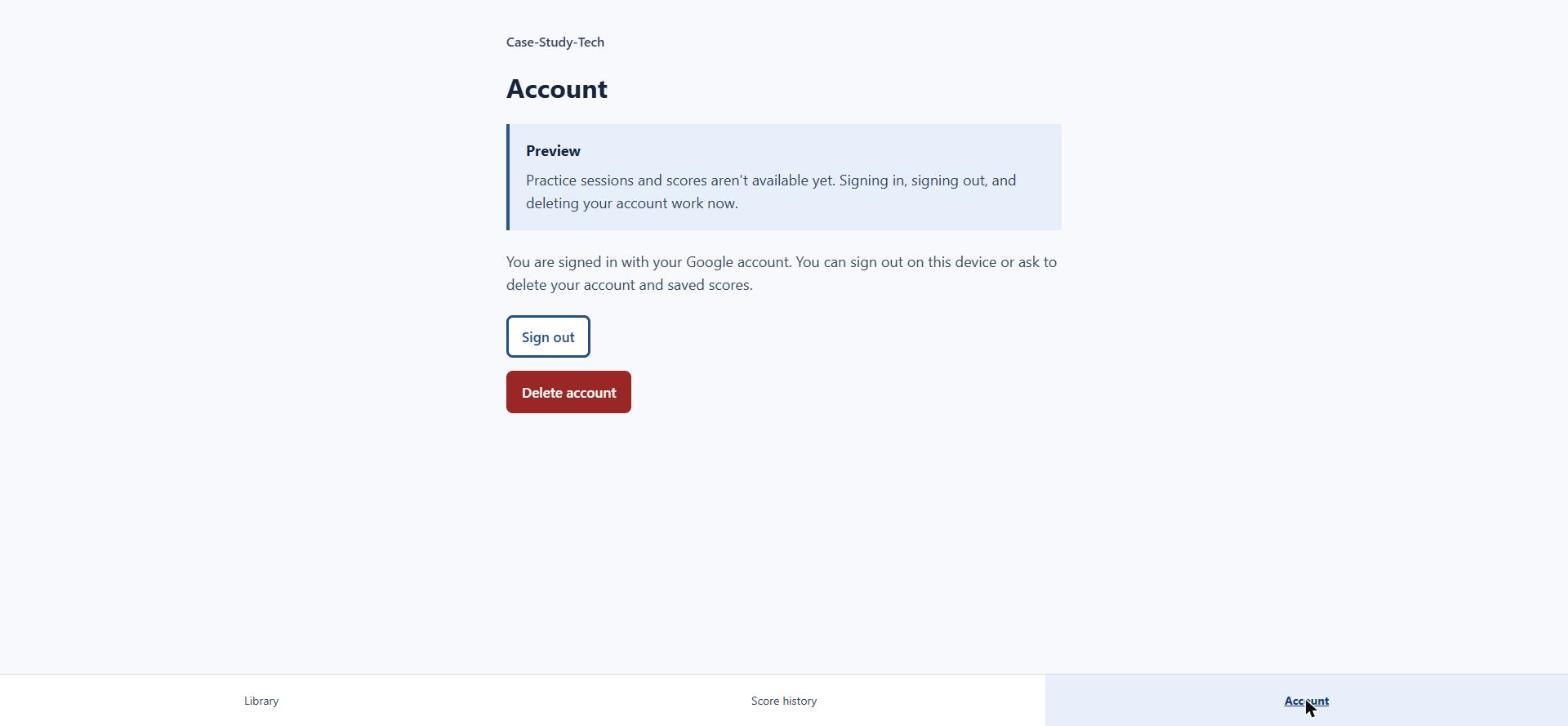 Case-Study-Tech
Account
Preview
Practice sessions and scores aren't available yet. Signing in, signing out, and
deleting your account work now.
You are signed in with your Google account. You can sign out on this device or ask to
delete your account and saved scores.
Sign out
Delete account
Library
Score history
Account